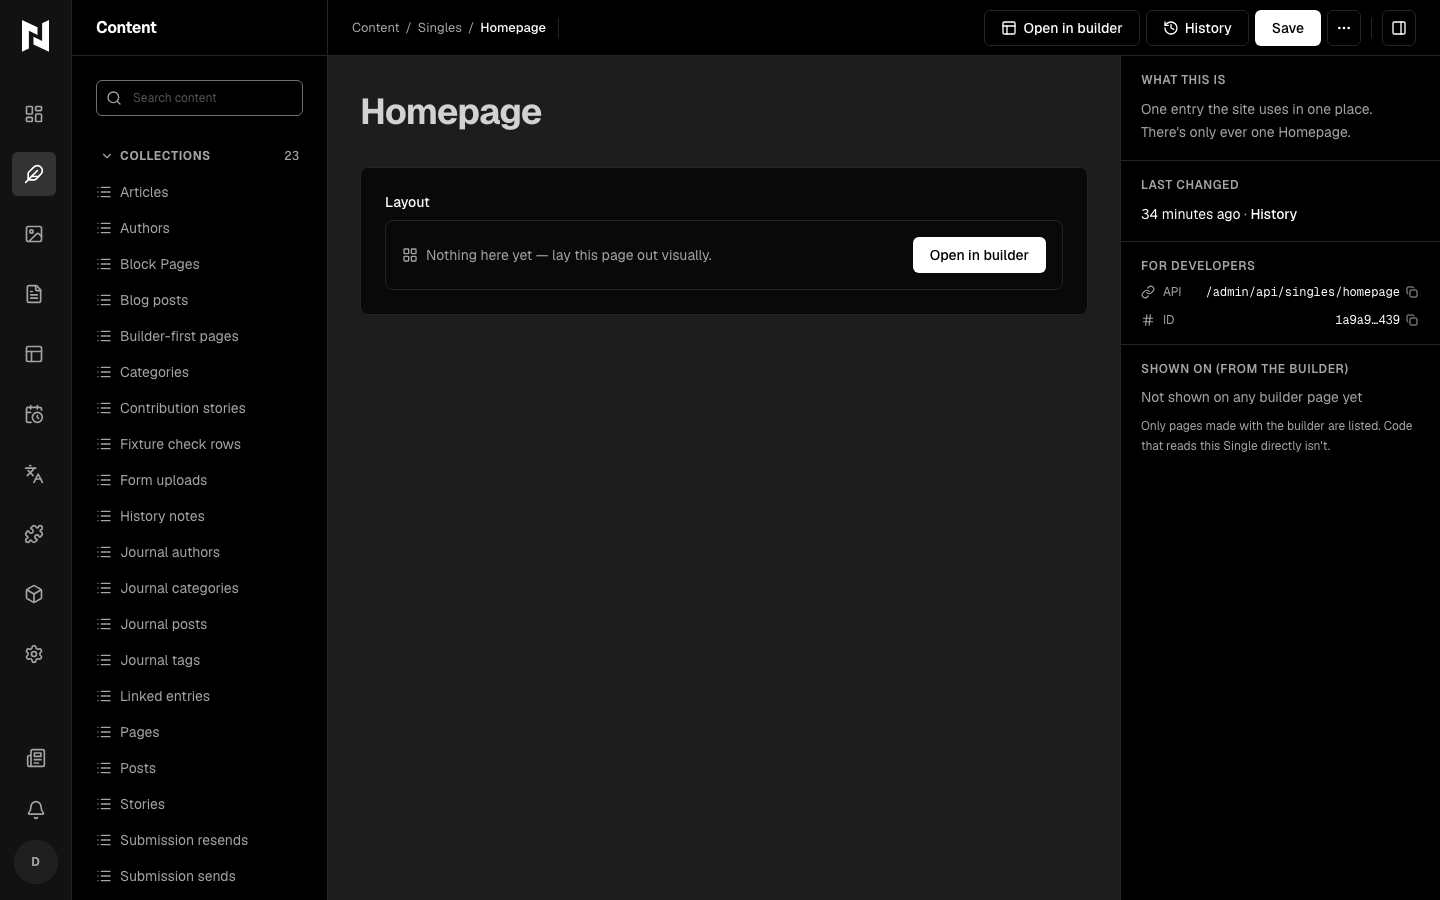 Content
Content / Singles / Homepage
Open in builder
History
Save
Search content
COLLECTIONS 23
Articles
Authors
Block Pages
Blog posts
Builder-first pages
Categories
Contribution stories
Fixture check rows
Form uploads
History notes
Journal authors
Journal categories
Journal posts
Journal tags
Linked entries
Pages
Posts
Stories
Submission resends
Submission sends
D
Homepage
Layout
Nothing here yet — lay this page out visually.
Open in builder
WHAT THIS IS
One entry the site uses in one place.
There's only ever one Homepage.
LAST CHANGED
34 minutes ago · History
FOR DEVELOPERS
API /admin/api/singles/homepage
ID 1a9a9…439
SHOWN ON (FROM THE BUILDER)
Not shown on any builder page yet
Only pages made with the builder are listed. Code
that reads this Single directly isn't.